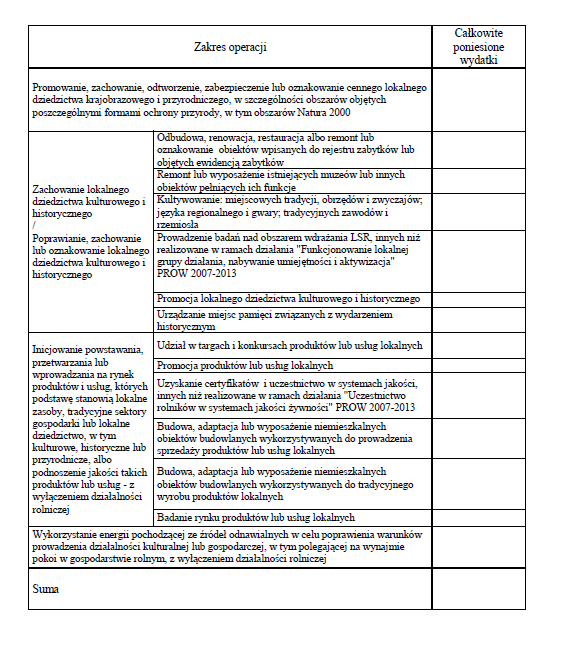 Zakres operacji
Całkowite
poniesione
wydatki
Promowanie, zachowanie, odtworzenie, zabezpieczenie lub oznakowanie cennego lokalnego
dziedzictwa krajobrazowego i przyrodniczego, w szczególności obszarów objętych
poszczególnymi formami ochrony przyrody, w tym obszarów Natura 2000
Zachowanie lokalnego
dziedzictwa kulturowego i
historycznego
/
Poprawianie, zachowanie
lub oznakowanie lokalnego
dziedzictwa kulturowego i
historycznego
Odbudowa, renowacja, restauracja albo remont lub
oznakowanie obiektów wpisanych do rejestru zabytków lub
objętych ewidencją zabytków
Remont lub wyposażenie istniejących muzeów lub innych
obiektów pełniących ich funkcje
Kultywowanie: miejscowych tradycji, obrzędów i zwyczajów;
języka regionalnego i gwary; tradycyjnych zawodów i
rzemiosła
Prowadzenie badań nad obszarem wdrażania LSR, innych niż
realizowane w ramach działania "Funkcjonowanie lokalnej
grupy działania, nabywanie umiejętności i aktywizacja"
PROW 2007-2013
Promocja lokalnego dziedzictwa kulturowego i historycznego
Urządzanie miejsc pamięci związanych z wydarzeniem
historycznym
Inicjowanie powstawania,
przetwarzania lub
wprowadzania na rynek
produktów i usług, których
podstawę stanowią lokalne
zasoby, tradycyjne sektory
gospodarki lub lokalne
dziedzictwo, w tym
kulturowe, historyczne lub
przyrodnicze, albo
podnoszenie jakości takich
produktów lub usług - z
wyłączeniem działalności
rolniczej
Udział w targach i konkursach produktów lub usług lokalnych
Promocja produktów lub usług lokalnych
Uzyskanie certyfikatów i uczestnictwo w systemach jakości,
innych niż realizowane w ramach działania "Uczestnictwo
rolników w systemach jakości żywności" PROW 2007-2013
Budowa, adaptacja lub wyposażenie niemieszkalnych
obiektów budowlanych wykorzystywanych do prowadzenia
sprzedaży produktów lub usług lokalnych
Budowa, adaptacja lub wyposażenie niemieszkalnych
obiektów budowlanych wykorzystywanych do tradycyjnego
wyrobu produktów lokalnych
Badanie rynku produktów lub usług lokalnych
Wykorzystanie energii pochodzącej ze źródeł odnawialnych w celu poprawienia warunków
prowadzenia działalności kulturalnej lub gospodarczej, w tym polegającej na wynajmie
pokoi w gospodarstwie rolnym, z wyłączeniem działalności rolniczej
Suma